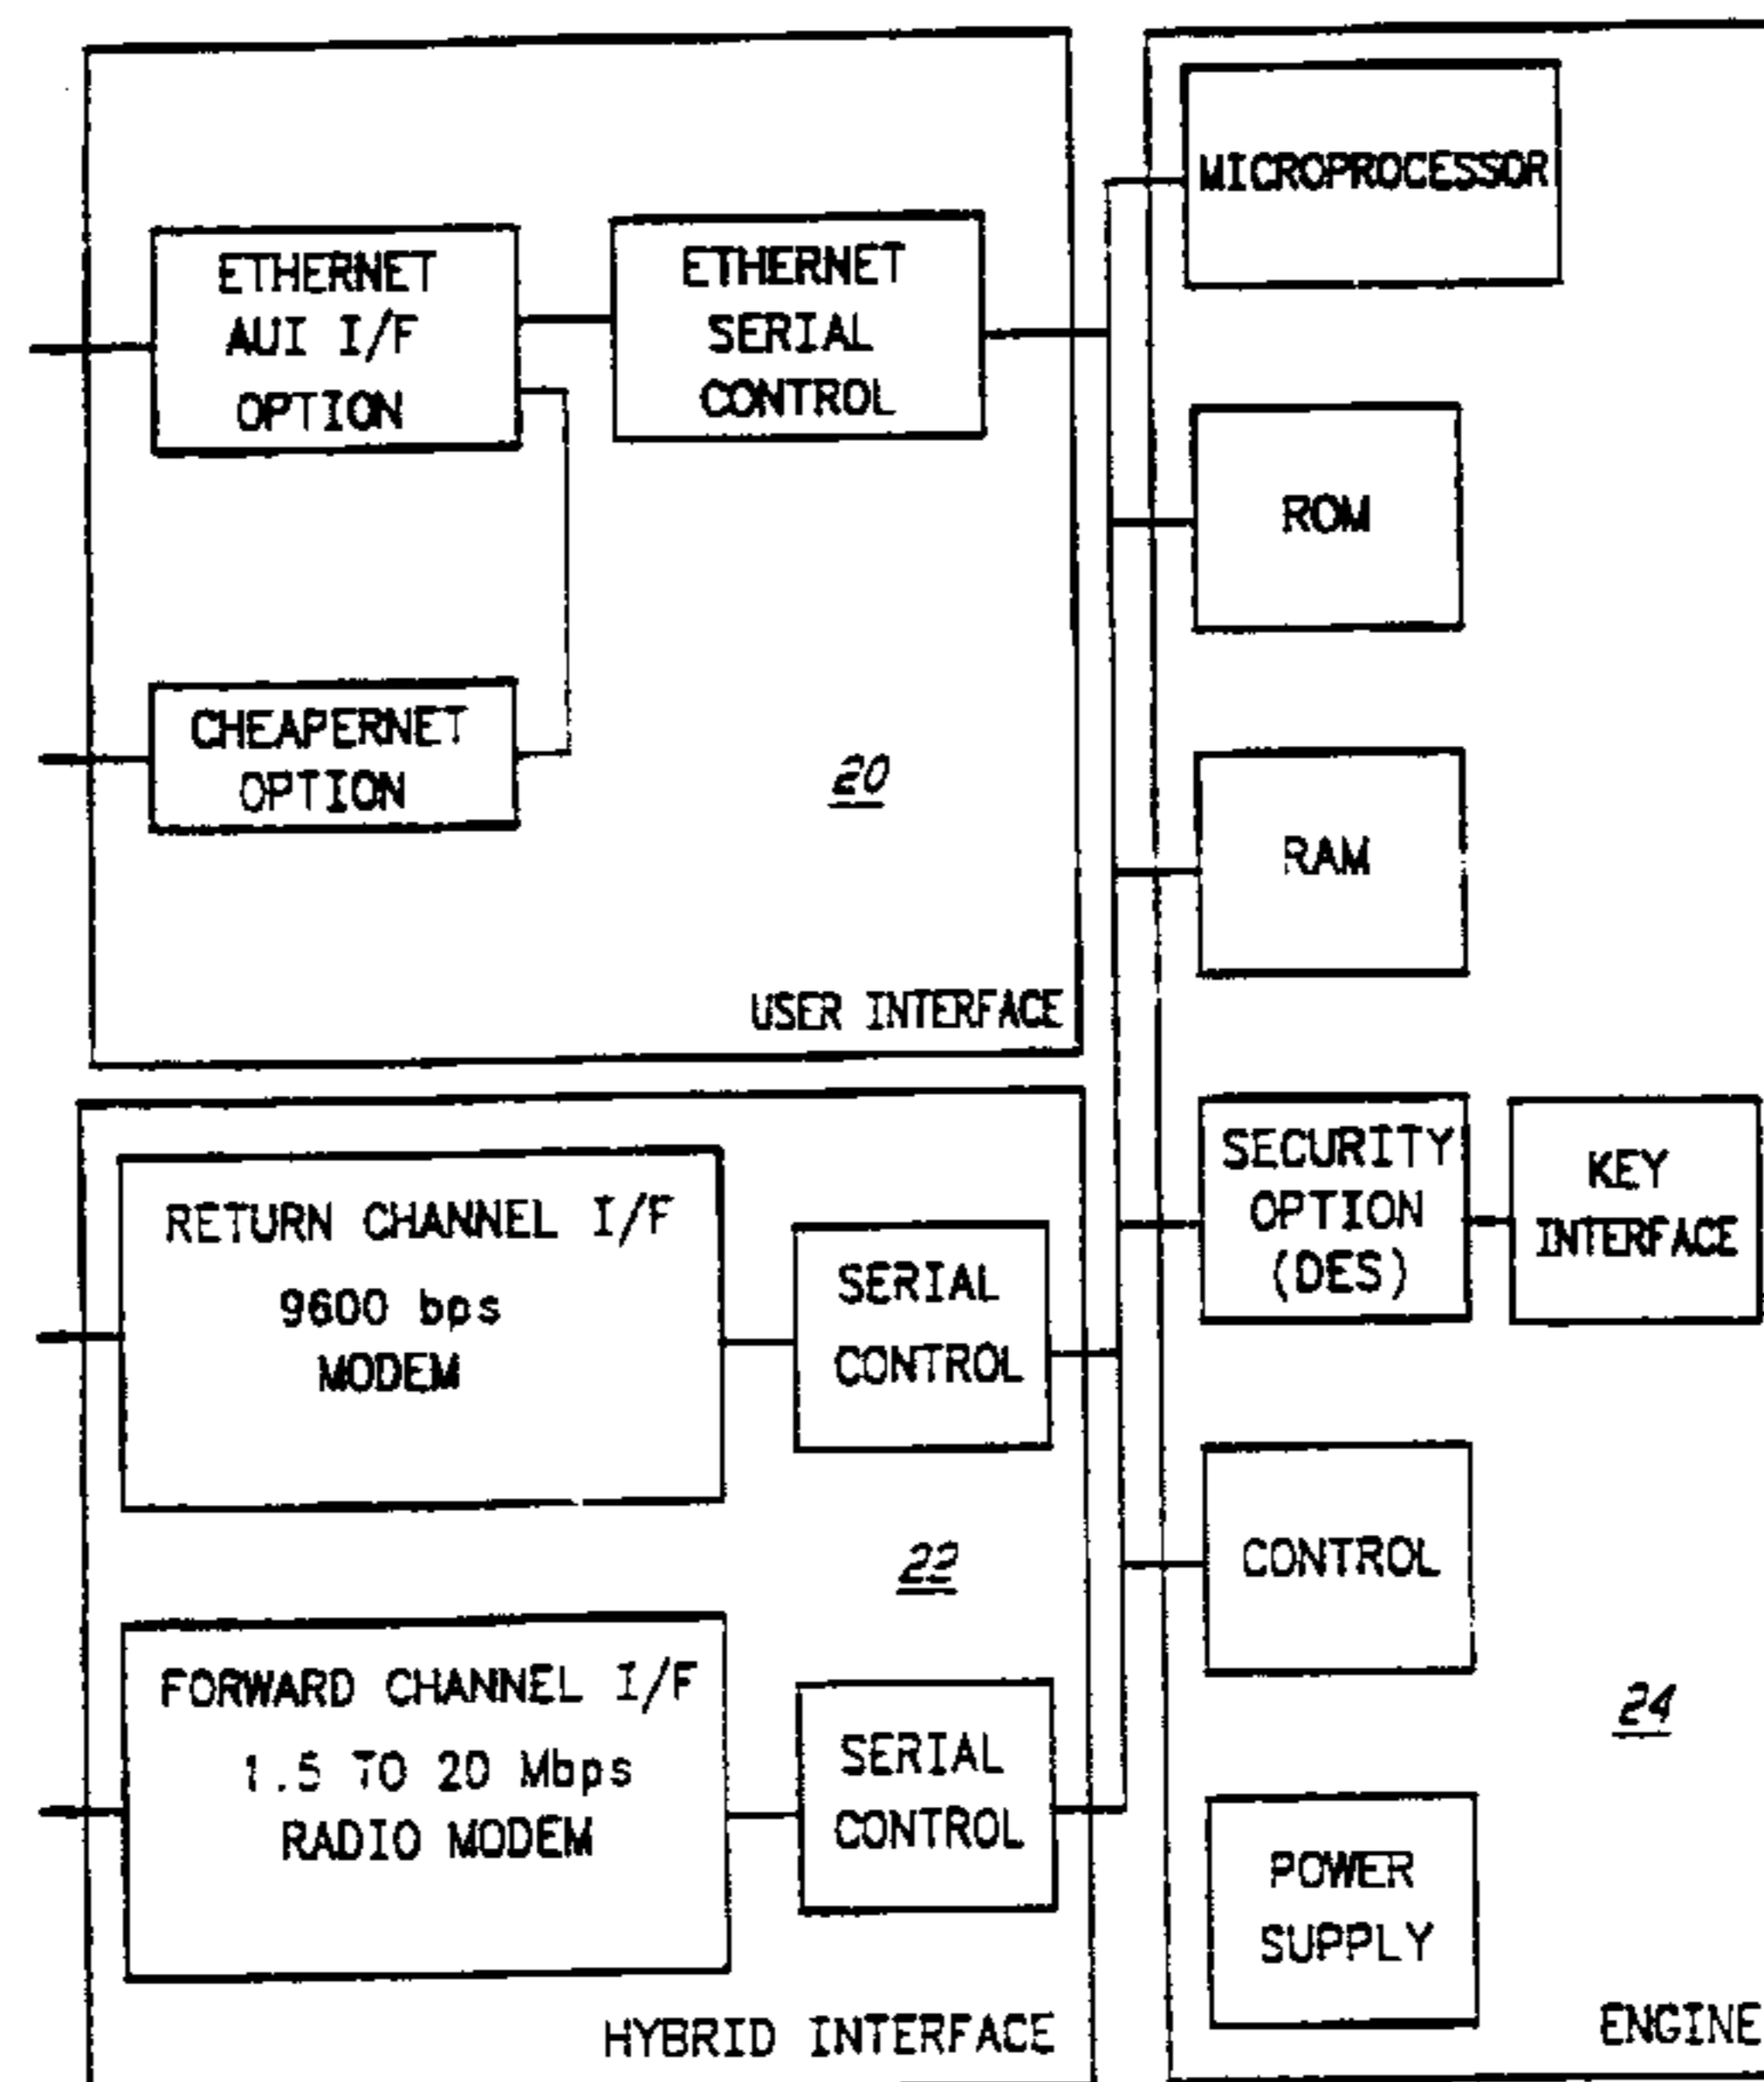 ETHERNET
AUI I/F
OPTION
ETHERNET
SERIAL
CONTROL
CHEAPERNET
OPTION
20
USER INTERFACE
RETURN CHANNEL I/F
9600 bps
MODEM
SERIAL
CONTROL
22
FORWARD CHANNEL I/F
1.5 TO 20 Mbps
RADIO MODEM
SERIAL
CONTROL
HYBRID INTERFACE
MICROPROCESSOR
ROM
RAM
SECURITY
OPTION
(DES)
KEY
INTERFACE
CONTROL
24
POWER
SUPPLY
ENGINE